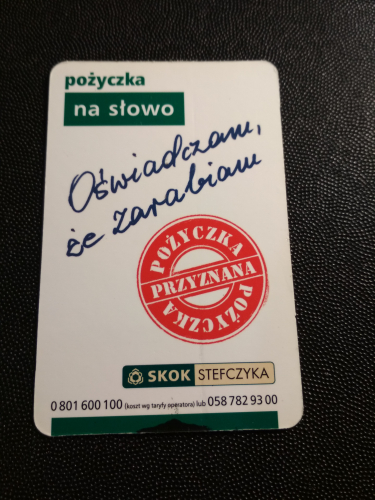 pożyczka
na słowo
Oświadczam,
że zarabiam
POŻYCZKA
PRZYZNANA
POŻYCZKA
SKOK STEFCZYKA
0 801 600 100 (koszt wg taryfy operatora) lub 058 782 93 00